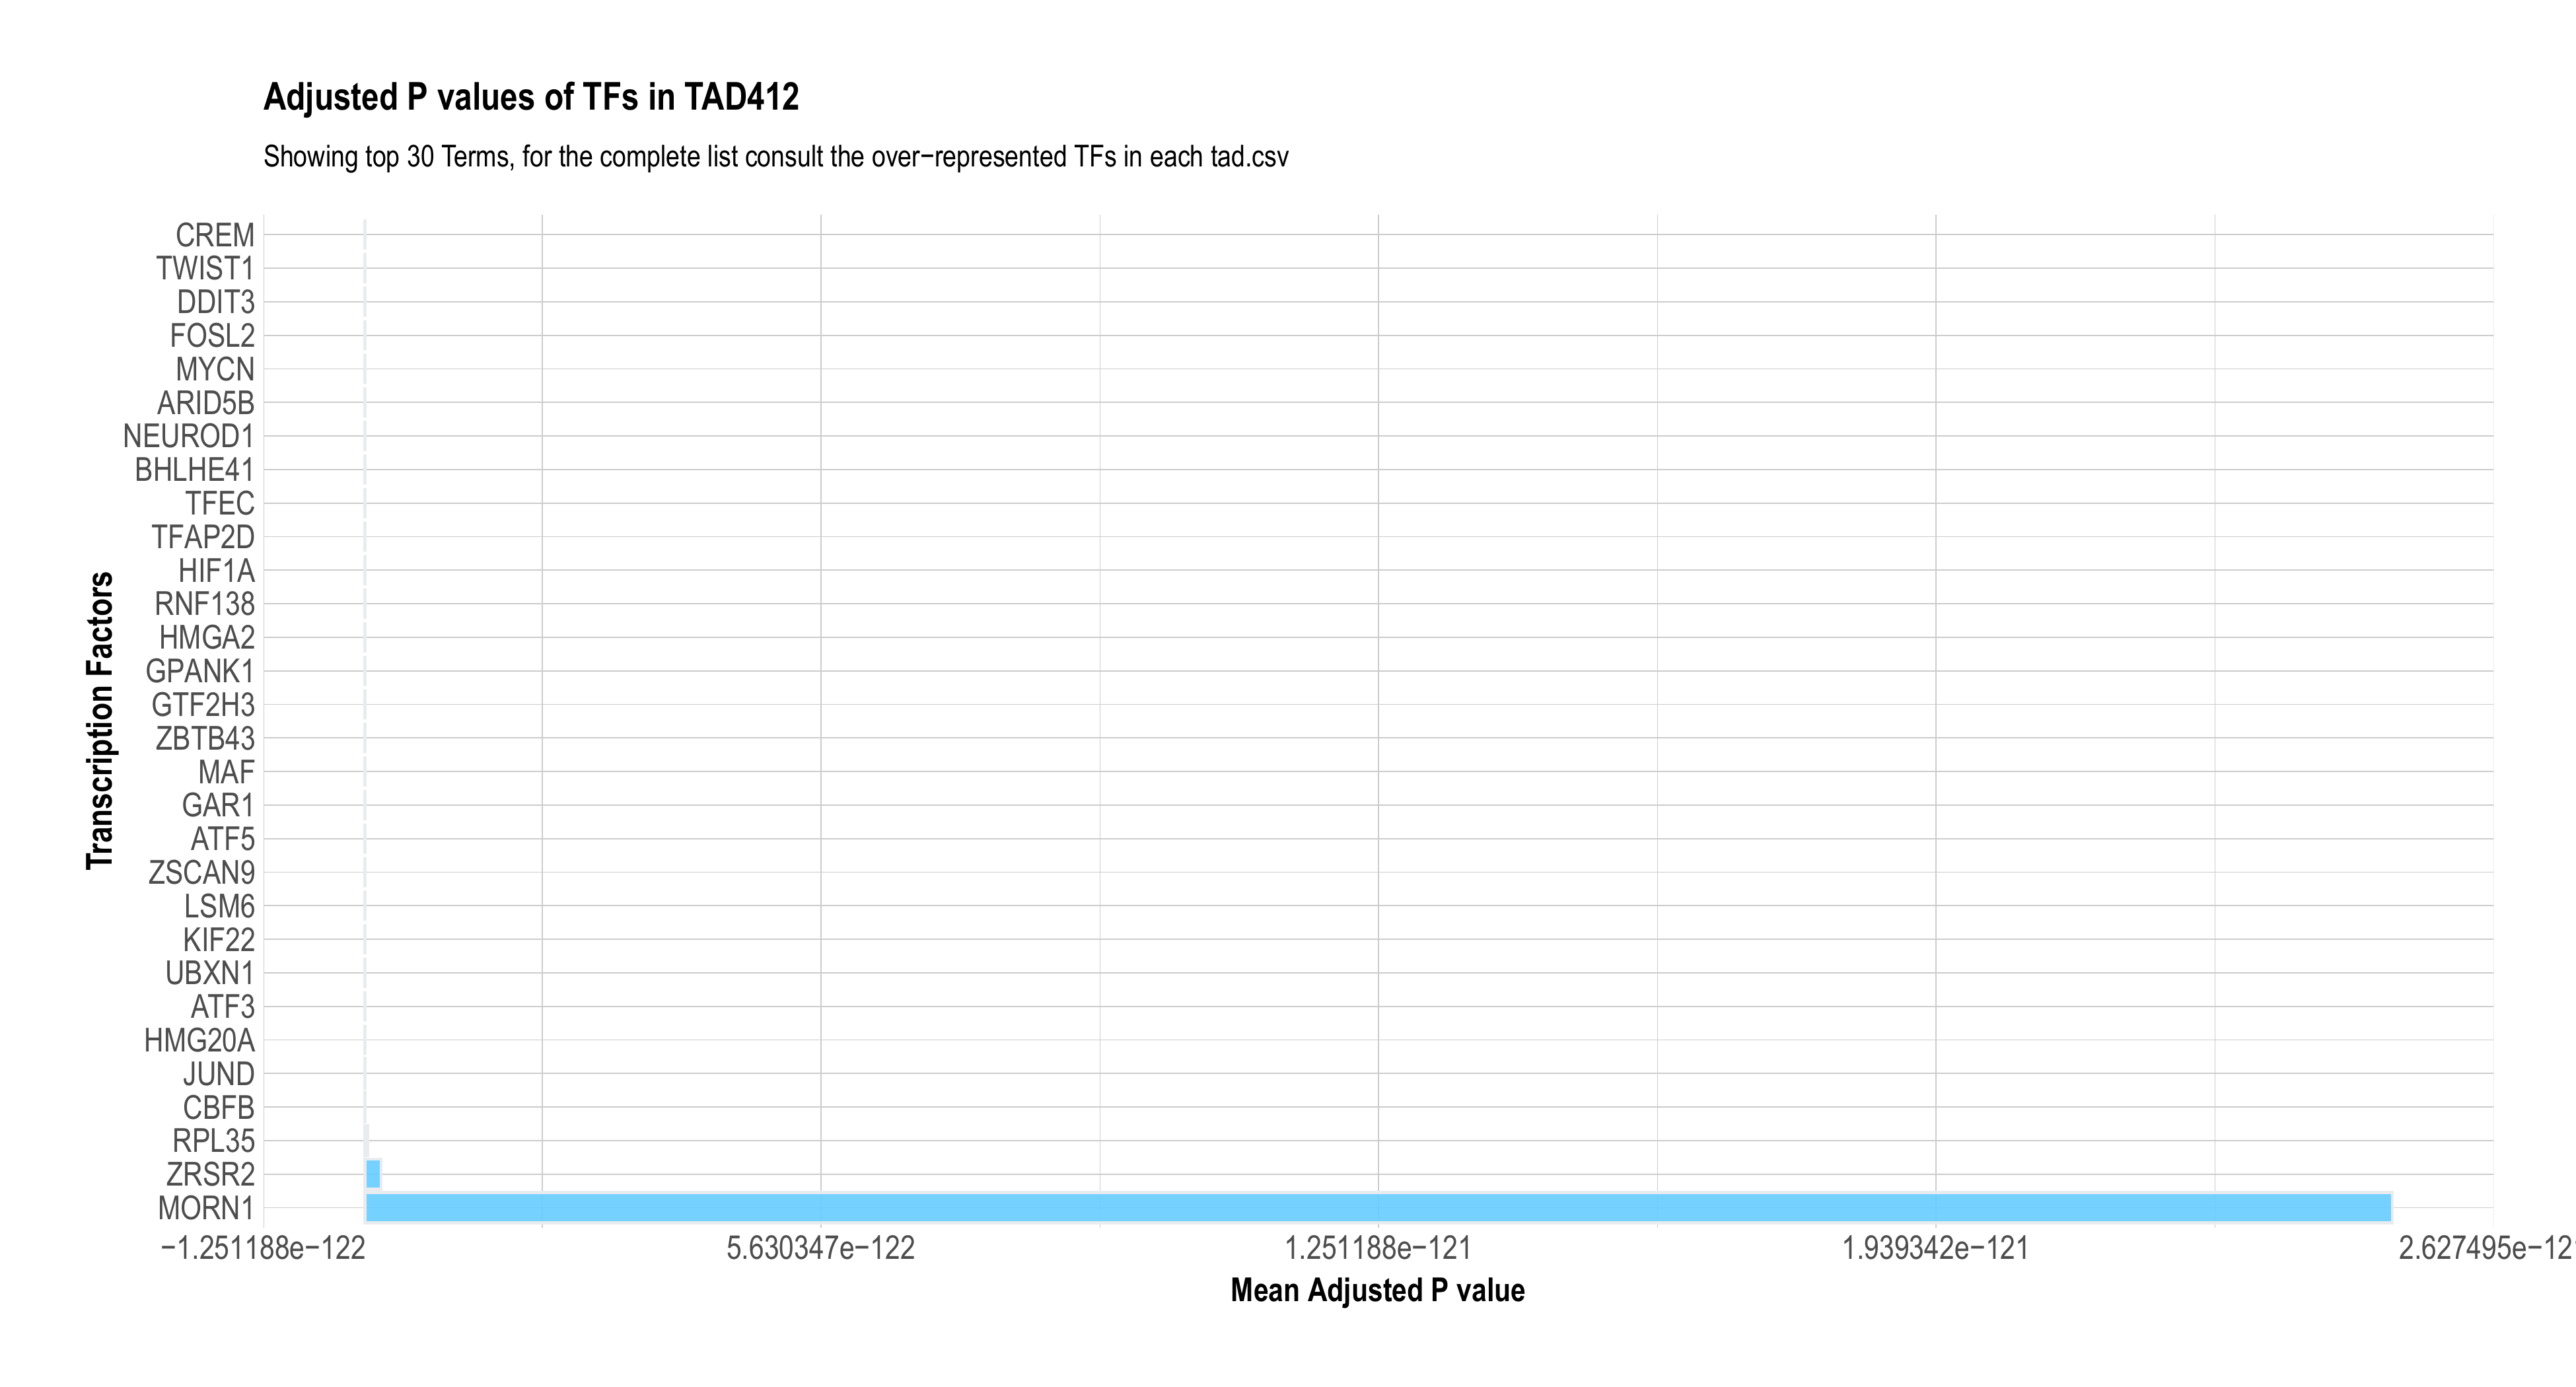 Adjusted P values of TFs in TAD412
Showing top 30 Terms, for the complete list consult the over−represented TFs in each tad.csv
Transcription Factors
CREM
TWIST1
DDIT3
FOSL2
MYCN
ARID5B
NEUROD1
BHLHE41
TFEC
TFAP2D
HIF1A
RNF138
HMGA2
GPANK1
GTF2H3
ZBTB43
MAF
GAR1
ATF5
ZSCAN9
LSM6
KIF22
UBXN1
ATF3
HMG20A
JUND
CBFB
RPL35
ZRSR2
MORN1
−1.251188e−122 5.630347e−122 1.251188e−121 1.939342e−121 2.627495e−12
Mean Adjusted P value